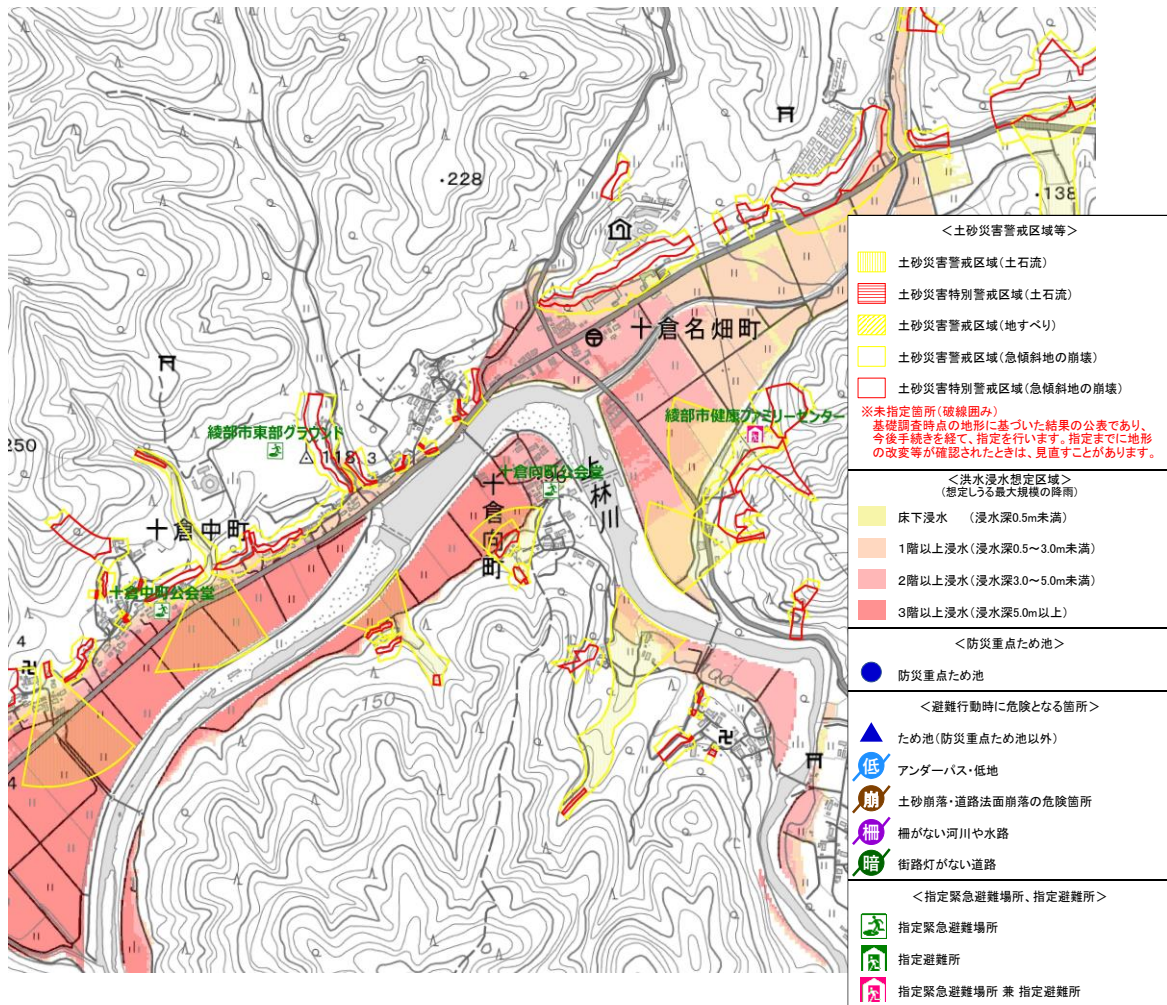 228
138
十倉名畑町
綾部市健康ファミリーセンター
綾部市東部グラウンド
118.3
250
十倉向町公会堂
96
上林川
十倉向町
十倉中町
十倉中町公会堂
4
150
100
4
＜土砂災害警戒区域等＞
土砂災害警戒区域(土石流)
土砂災害特別警戒区域(土石流)
土砂災害警戒区域(地すべり)
土砂災害警戒区域(急傾斜地の崩壊)
土砂災害特別警戒区域(急傾斜地の崩壊)
※未指定箇所(破線囲み)
基礎調査時点の地形に基づいた結果の公表であり、
今後手続きを経て、指定を行います。指定までに地形
の改変等が確認されたときは、見直すことがあります。
＜洪水浸水想定区域＞
(想定しうる最大規模の降雨)
床下浸水　(浸水深0.5m未満)
1階以上浸水(浸水深0.5～3.0m未満)
2階以上浸水(浸水深3.0～5.0m未満)
3階以上浸水(浸水深5.0m以上)
＜防災重点ため池＞
防災重点ため池
＜避難行動時に危険となる箇所＞
ため池(防災重点ため池以外)
低 アンダーパス・低地
崩 土砂崩落・道路法面崩落の危険箇所
柵 柵がない河川や水路
暗 街路灯がない道路
＜指定緊急避難場所、指定避難所＞
指定緊急避難場所
指定避難所
指定緊急避難場所 兼 指定避難所